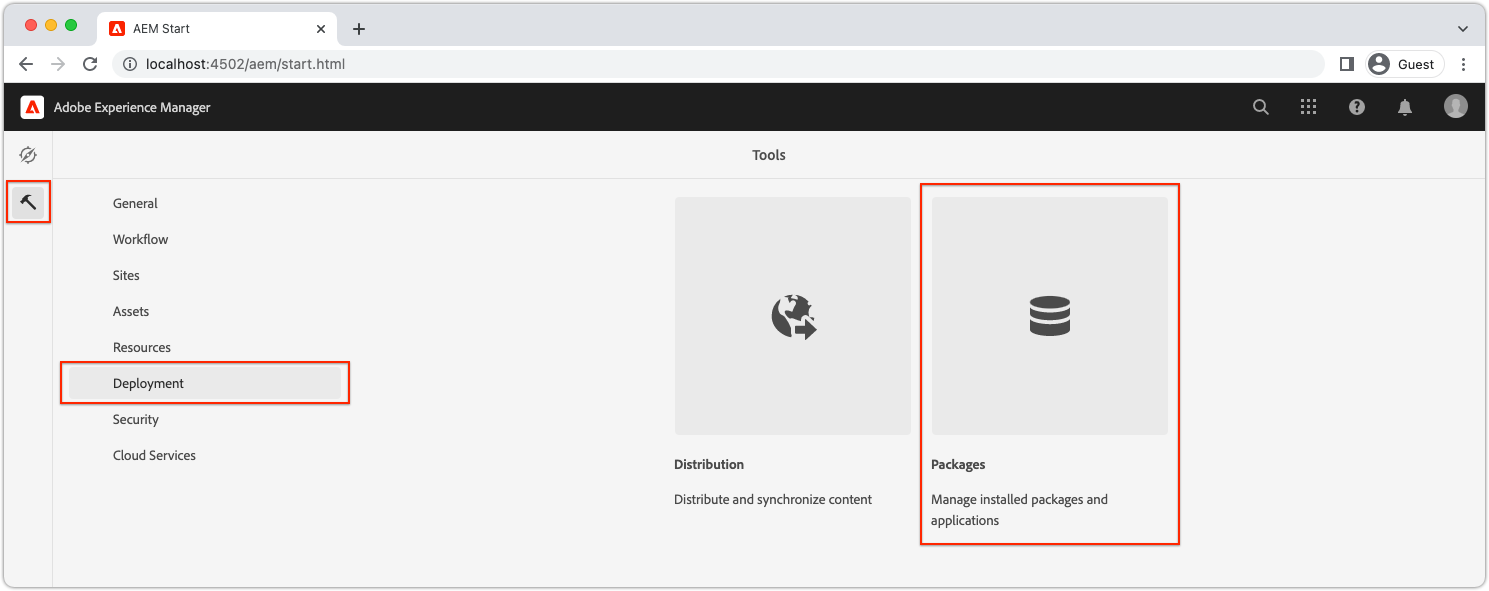 AEM Start
localhost:4502/aem/start.html
Guest
Adobe Experience Manager
Tools
General
Workflow
Sites
Assets
Resources
Deployment
Security
Cloud Services
Distribution
Distribute and synchronize content
Packages
Manage installed packages and
applications